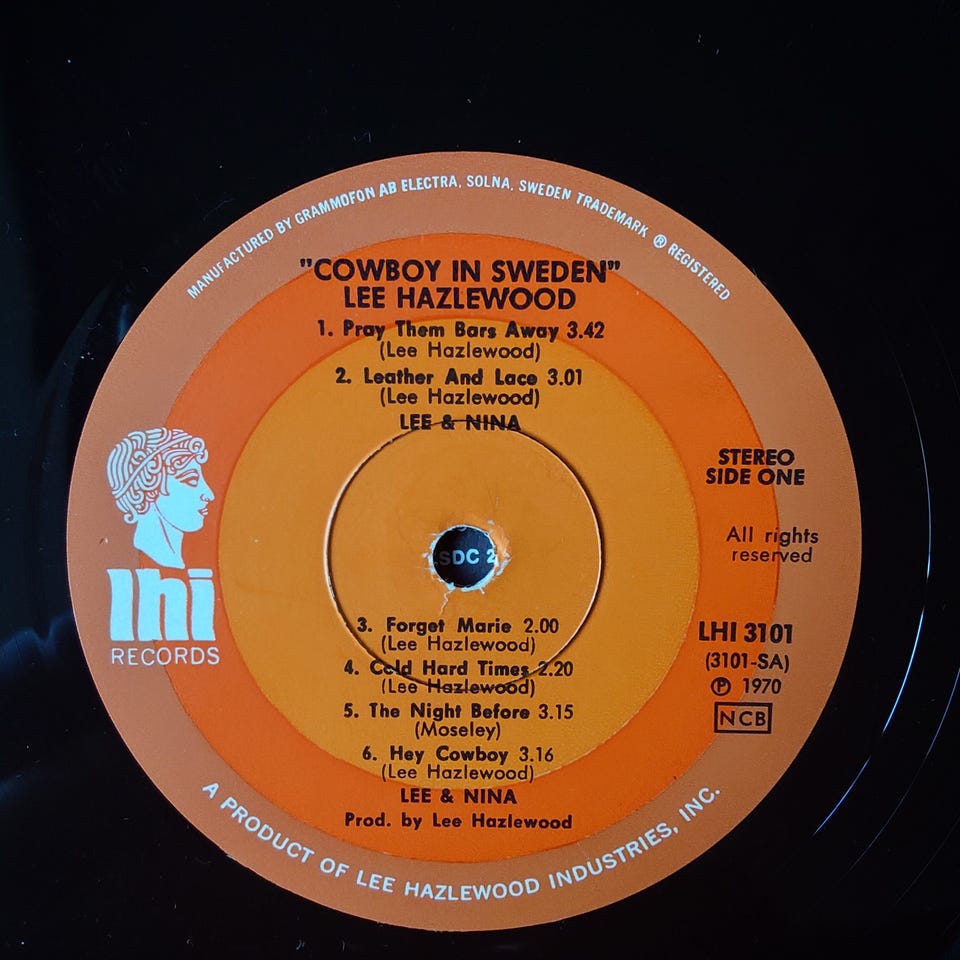 MANUFACTURED BY GRAMMOFON AB ELECTRA, SOLNA, SWEDEN TRADEMARK ® REGISTERED
"COWBOY IN SWEDEN"
LEE HAZLEWOOD
1. Pray Them Bars Away 3.42
(Lee Hazlewood)
2. Leather And Lace 3.01
(Lee Hazlewood)
LEE & NINA
STEREO
SIDE ONE
All rights
reserved
SDC 2
lhi
RECORDS
3. Forget Marie 2.00
(Lee Hazlewood)
4. Cold Hard Times 2.20
(Lee Hazlewood)
5. The Night Before 3.15
(Moseley)
6. Hey Cowboy 3.16
(Lee Hazlewood)
LEE & NINA
Prod. by Lee Hazlewood
LHI 3101
(3101-SA)
℗ 1970
NCB
A PRODUCT OF LEE HAZLEWOOD INDUSTRIES, INC.